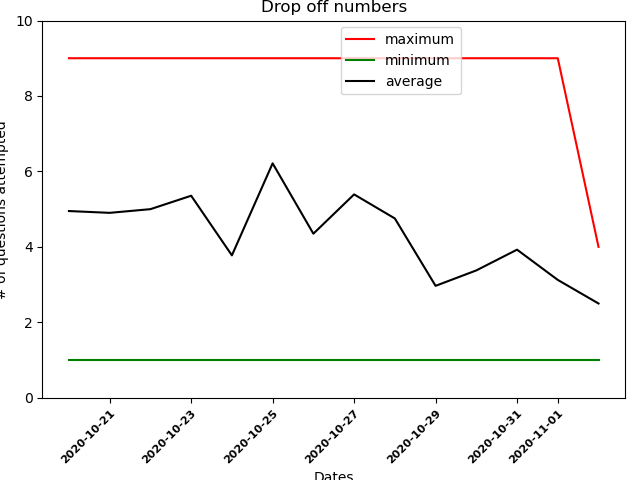 Drop off numbers
maximum
minimum
average
# of questions attempted
10
8
6
4
2
0
2020-10-21
2020-10-23
2020-10-25
2020-10-27
2020-10-29
2020-10-31
2020-11-01
Dates